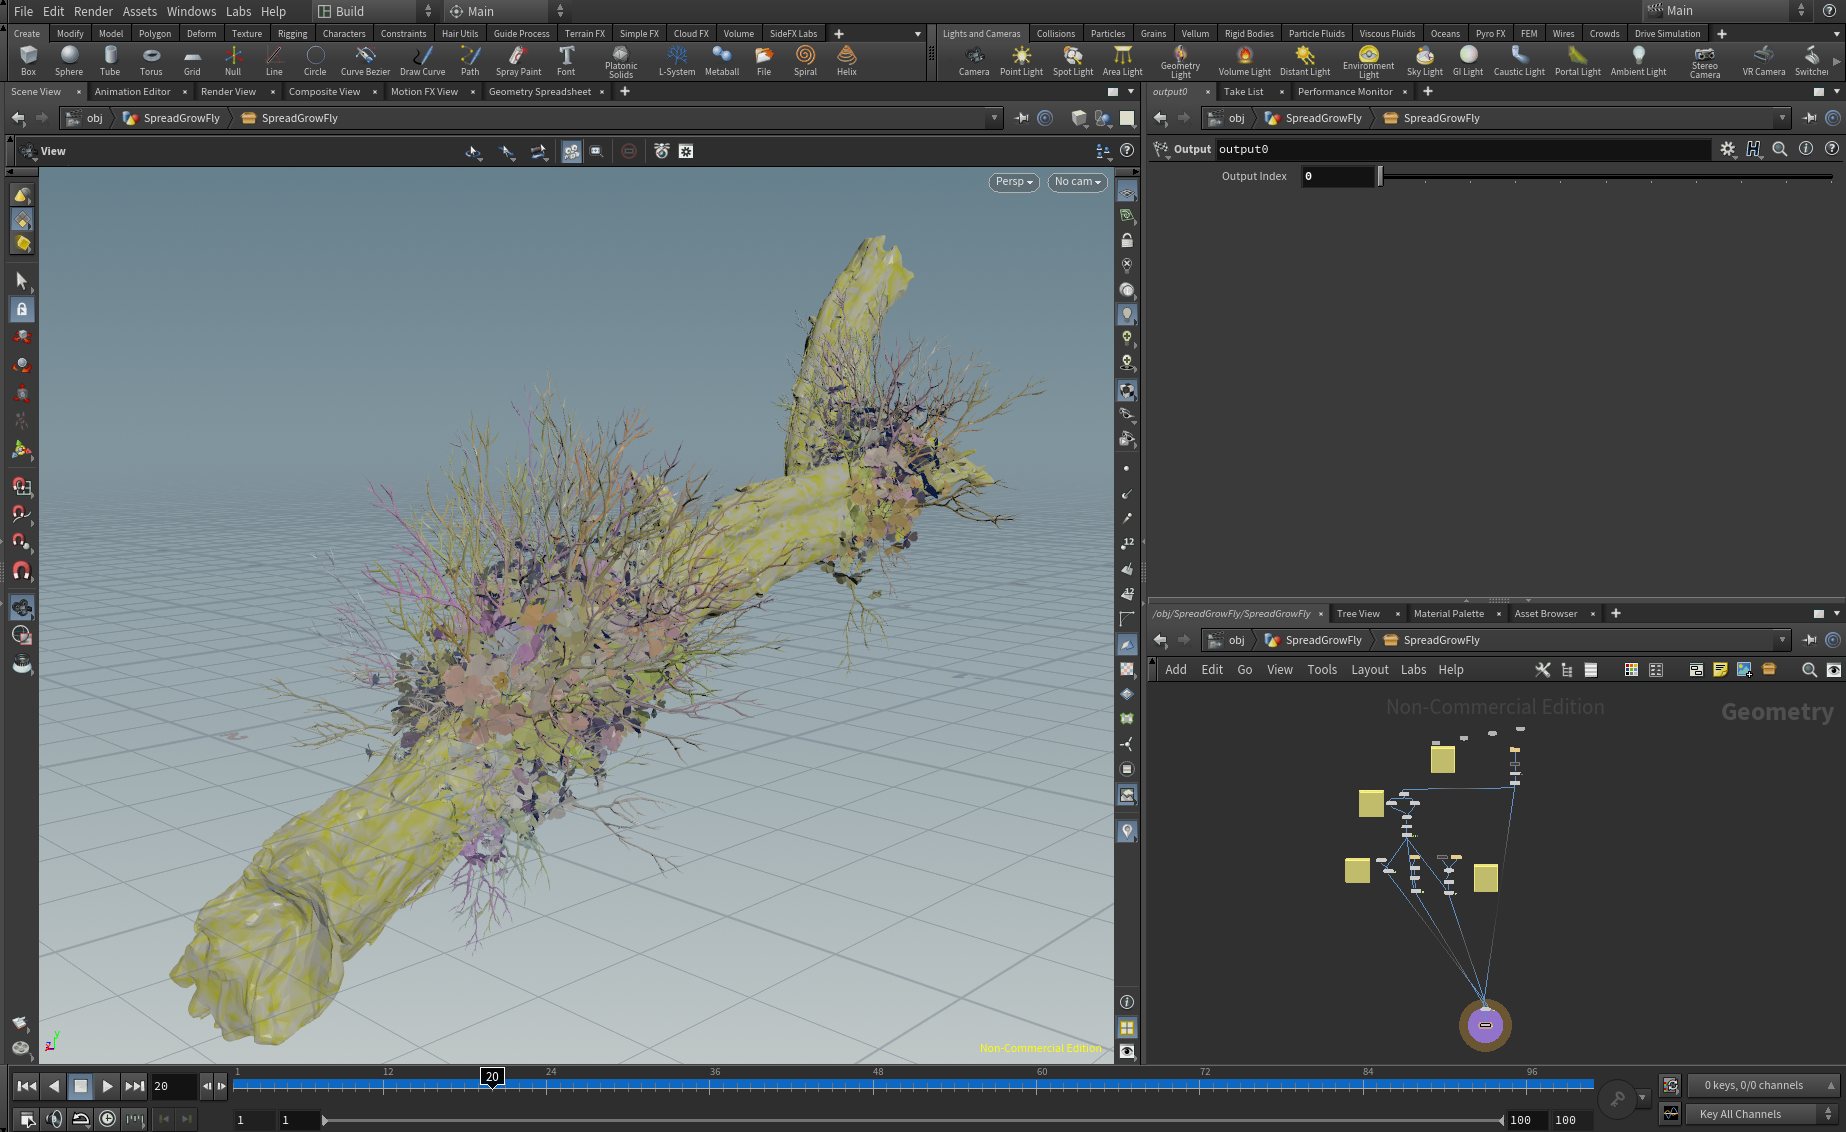 File Edit Render Assets Windows Labs Help Build Main Main
Create Modify Model Polygon Deform Texture Rigging Characters Constraints Hair Utils Guide Process Terrain FX Simple FX Cloud FX Volume SideFX Labs
Lights and Cameras Collisions Particles Grains Vellum Rigid Bodies Particle Fluids Viscous Fluids Oceans Pyro FX FEM Wires Crowds Drive Simulation
Box Sphere Tube Torus Grid Null Line Circle Curve Bezier Draw Curve Path Spray Paint Font Platonic Solids L-System Metaball File Spiral Helix
Camera Point Light Spot Light Area Light Geometry Light Volume Light Distant Light Environment Light Sky Light GI Light Caustic Light Portal Light Ambient Light Stereo Camera VR Camera Switcher
Scene View Animation Editor Render View Composite View Motion FX View Geometry Spreadsheet
output0 Take List Performance Monitor
obj SpreadGrowFly SpreadGrowFly
obj SpreadGrowFly SpreadGrowFly
View
Output output0
Output Index 0
Persp No cam
12
12
/obj/SpreadGrowFly/SpreadGrowFly Tree View Material Palette Asset Browser
obj SpreadGrowFly SpreadGrowFly
Add Edit Go View Tools Layout Labs Help
Non-Commercial Edition
Geometry
y
z
Non-Commercial Edition
20 1 12 20 24 36 48 60 72 84 96
0 keys, 0/0 channels
1 1 100 100
Key All Channels